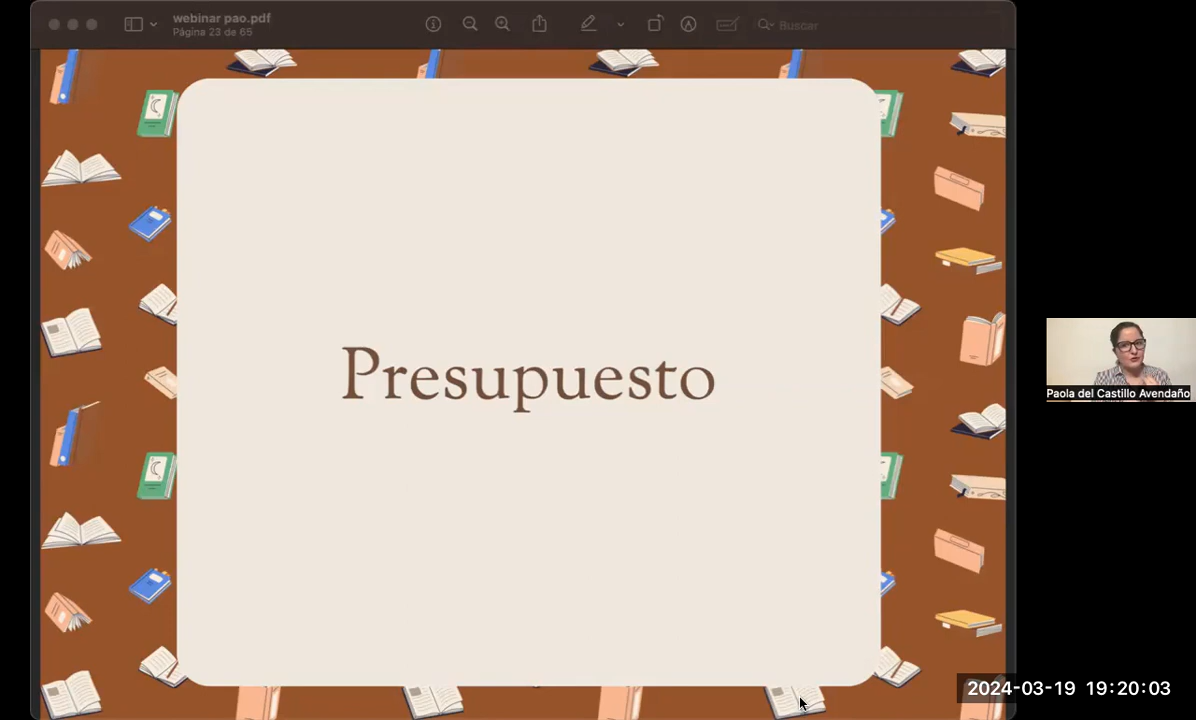 webinar pao.pdf
Página 23 de 65
Buscar
Presupuesto
Paola del Castillo Avendaño
2024-03-19 19:20:03